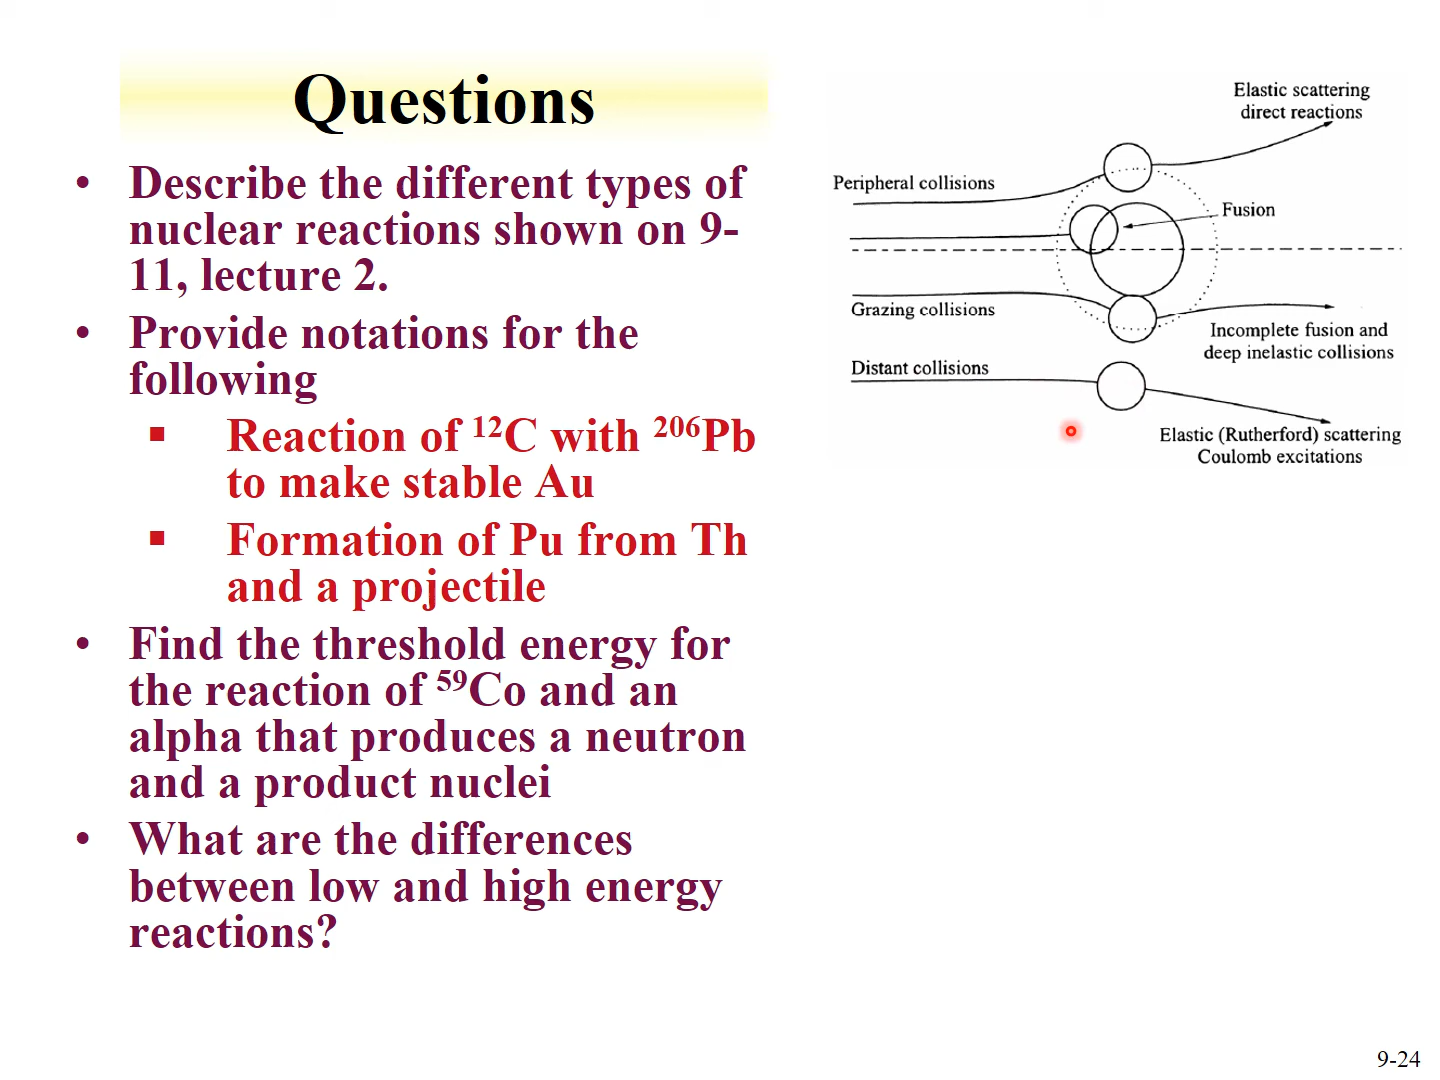 Questions
• Describe the different types of
nuclear reactions shown on 9-
11, lecture 2.
• Provide notations for the
following
▪ Reaction of ¹²C with ²⁰⁶Pb
to make stable Au
▪ Formation of Pu from Th
and a projectile
• Find the threshold energy for
the reaction of ⁵⁹Co and an
alpha that produces a neutron
and a product nuclei
• What are the differences
between low and high energy
reactions?
Elastic scattering
direct reactions
Peripheral collisions
Fusion
Grazing collisions
Incomplete fusion and
deep inelastic collisions
Distant collisions
Elastic (Rutherford) scattering
Coulomb excitations
9-24